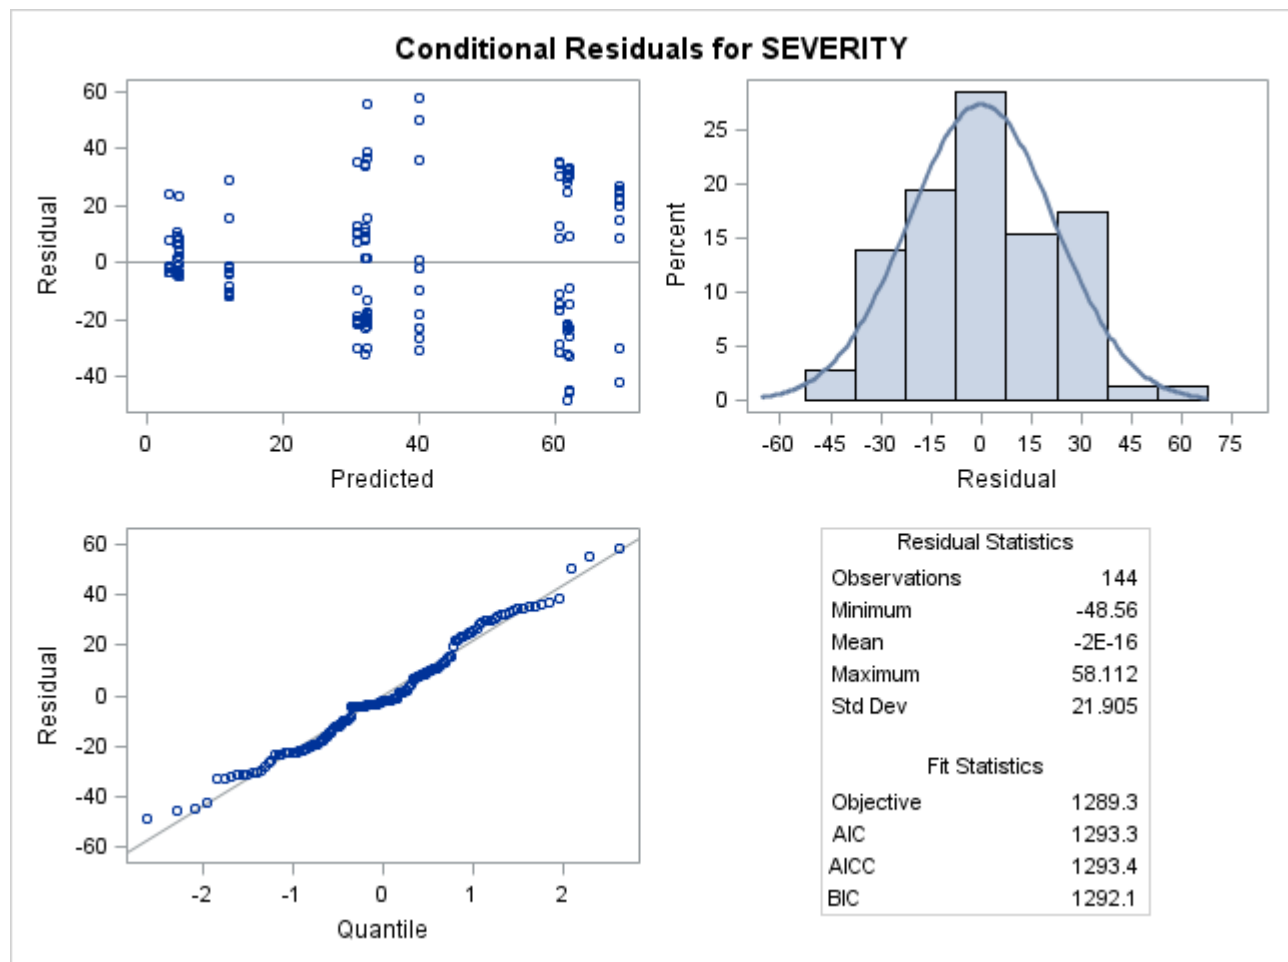 Conditional Residuals for SEVERITY
60
40
20
0
-20
-40
Residual
0 20 40 60
Predicted
25
20
15
10
5
0
Percent
-60 -45 -30 -15 0 15 30 45 60 75
Residual
60
40
20
0
-20
-40
-60
Residual
-2 -1 0 1 2
Quantile
Residual Statistics
Observations 144
Minimum -48.56
Mean -2E-16
Maximum 58.112
Std Dev 21.905
Fit Statistics
Objective 1289.3
AIC 1293.3
AICC 1293.4
BIC 1292.1